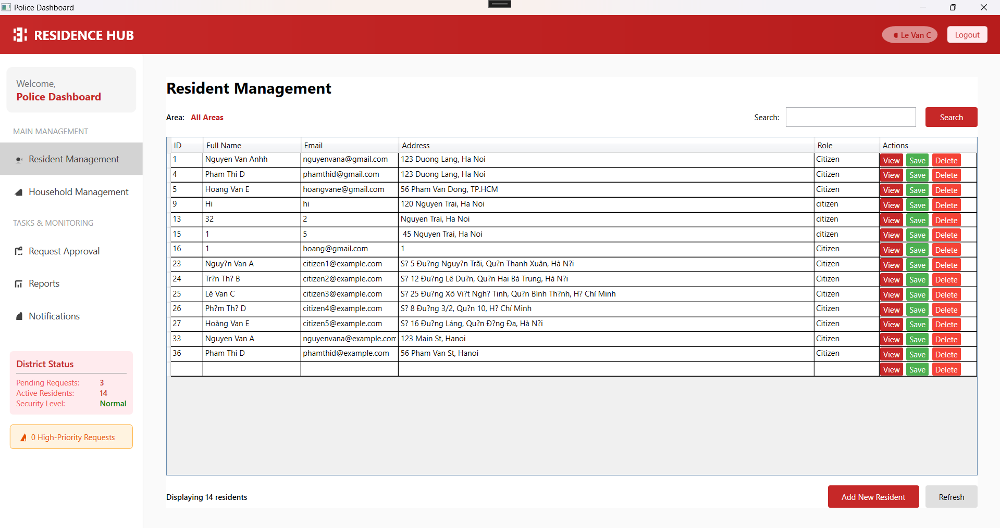 Police Dashboard
RESIDENCE HUB
Le Van C
Logout
Welcome,
Police Dashboard
MAIN MANAGEMENT
Resident Management
Household Management
TASKS & MONITORING
Request Approval
Reports
Notifications
District Status
Pending Requests: 3
Active Residents: 14
Security Level: Normal
0 High-Priority Requests
Resident Management
Area: All Areas
Search:
Search
ID Full Name Email Address Role Actions
1 Nguyen Van Anhh nguyenvana@gmail.com 123 Duong Lang, Ha Noi Citizen View Save Delete
4 Pham Thi D phamthid@gmail.com 123 Duong Lang, Ha Noi Citizen View Save Delete
5 Hoang Van E hoangvane@gmail.com 56 Pham Van Dong, TP.HCM Citizen View Save Delete
9 Hi hi 120 Nguyen Trai, Ha Noi citizen View Save Delete
13 32 2 Nguyen Trai, Ha Noi citizen View Save Delete
15 1 5 45 Nguyen Trai, Ha Noi citizen View Save Delete
16 1 hoang@gmail.com 1 Citizen View Save Delete
23 Nguy?n Van A citizen1@example.com S? 5 Ðu?ng Nguy?n Trãi, Qu?n Thanh Xuân, Hà N?i Citizen View Save Delete
24 Tr?n Th? B citizen2@example.com S? 12 Ðu?ng Lê Du?n, Qu?n Hai Bà Trung, Hà N?i Citizen View Save Delete
25 Lê Van C citizen3@example.com S? 25 Ðu?ng Xô Vi?t Ngh? Tinh, Qu?n Bình Th?nh, H? Chí Minh Citizen View Save Delete
26 Ph?m Th? D citizen4@example.com S? 8 Ðu?ng 3/2, Qu?n 10, H? Chí Minh Citizen View Save Delete
27 Hoàng Van E citizen5@example.com S? 16 Ðu?ng Láng, Qu?n Ð?ng Ða, Hà N?i Citizen View Save Delete
33 Nguyen Van A nguyenvana@example.com 123 Main St, Hanoi Citizen View Save Delete
36 Pham Thi D phamthid@example.com 56 Pham Van St, Hanoi Citizen View Save Delete
View Save Delete
Displaying 14 residents
Add New Resident
Refresh